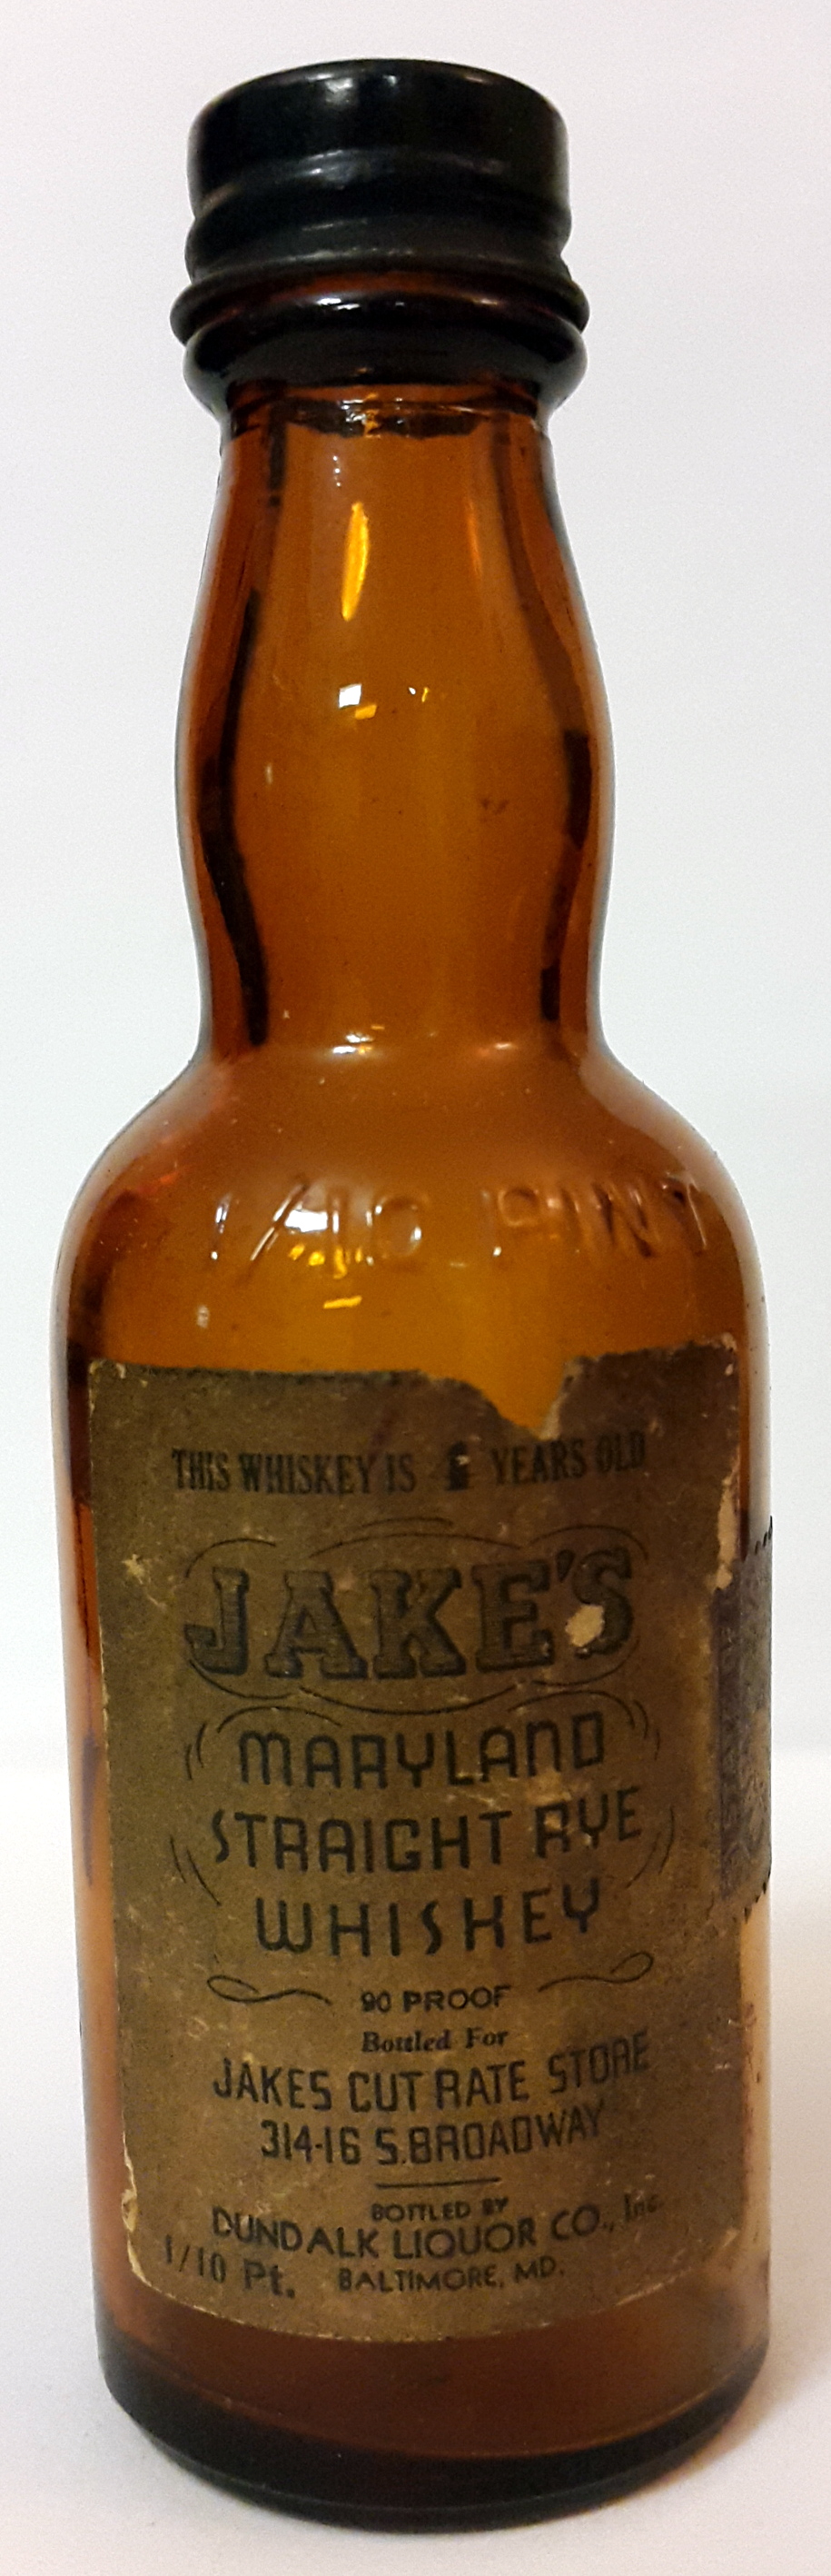 1/10 PINT
THIS WHISKEY IS YEARS OLD
JAKE'S
MARYLAND
STRAIGHT RYE
WHISKEY
90 PROOF
Bottled For
JAKES CUT RATE STORE
314-16 S. BROADWAY
BOTTLED BY
DUNDALK LIQUOR CO., Inc.
1/10 Pt. BALTIMORE, MD.